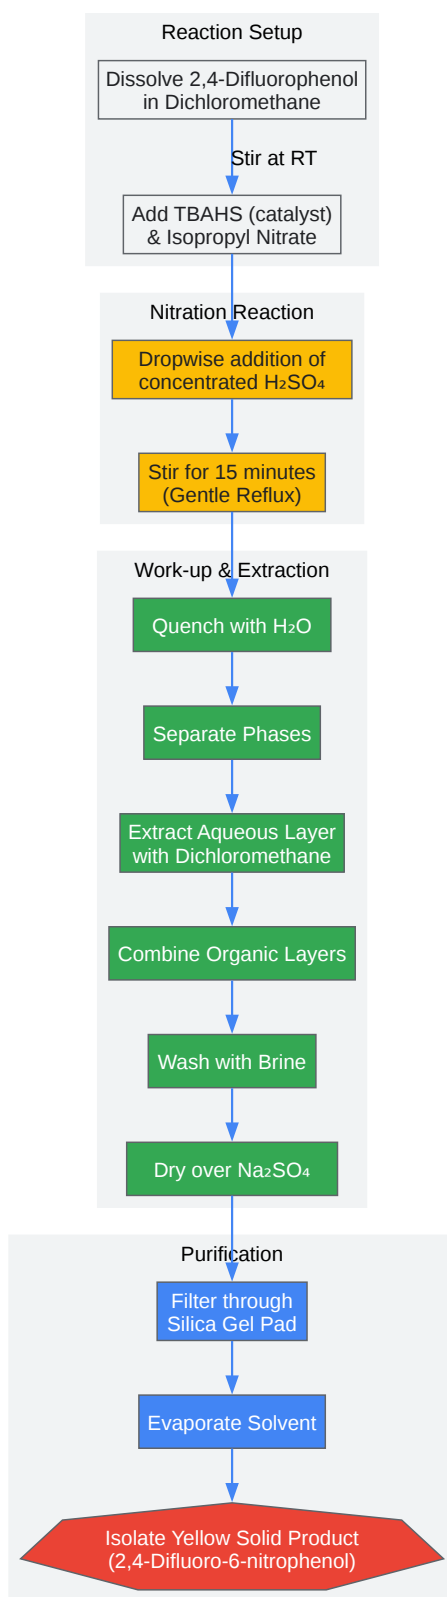 Reaction Setup
Dissolve 2,4-Difluorophenol
in Dichloromethane
Stir at RT
Add TBAHS (catalyst)
& Isopropyl Nitrate
Nitration Reaction
Dropwise addition of
concentrated H₂SO₄
Stir for 15 minutes
(Gentle Reflux)
Work-up & Extraction
Quench with H₂O
Separate Phases
Extract Aqueous Layer
with Dichloromethane
Combine Organic Layers
Wash with Brine
Dry over Na₂SO₄
Purification
Filter through
Silica Gel Pad
Evaporate Solvent
Isolate Yellow Solid Product
(2,4-Difluoro-6-nitrophenol)